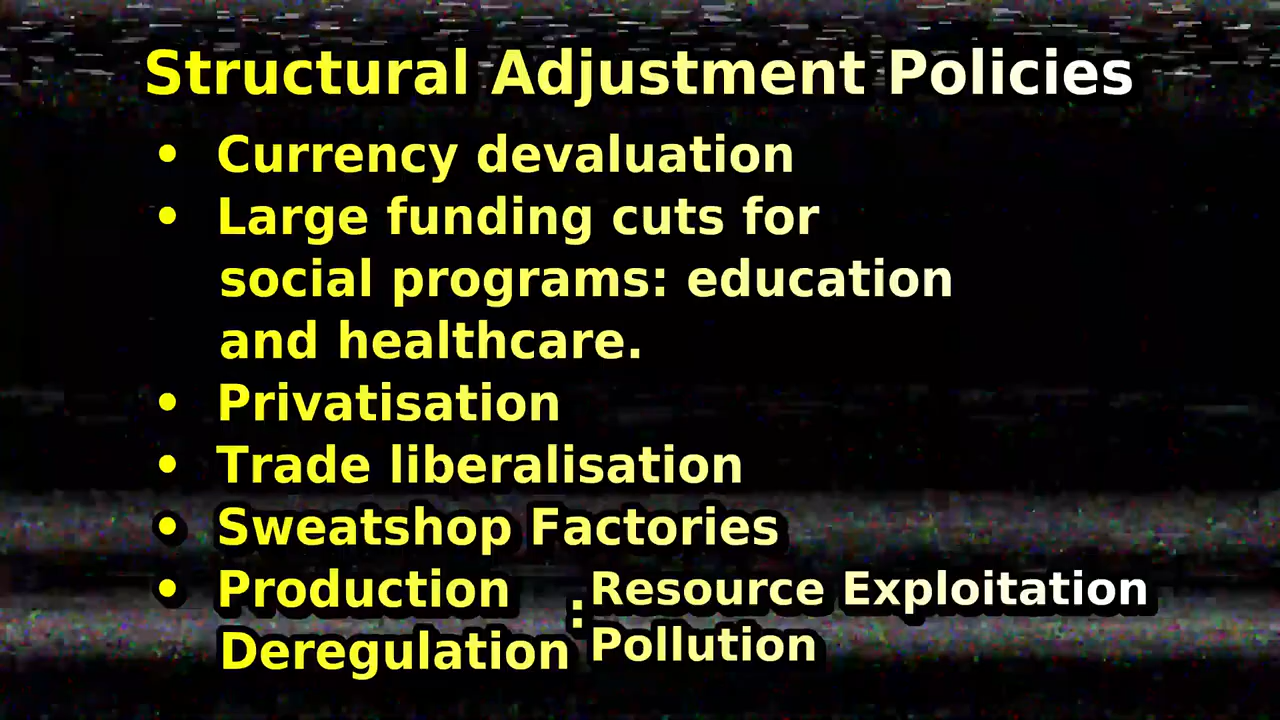 Structural Adjustment Policies
• Currency devaluation
• Large funding cuts for
social programs: education
and healthcare.
• Privatisation
• Trade liberalisation
• Sweatshop Factories
• Production
Deregulation : Resource Exploitation
Pollution